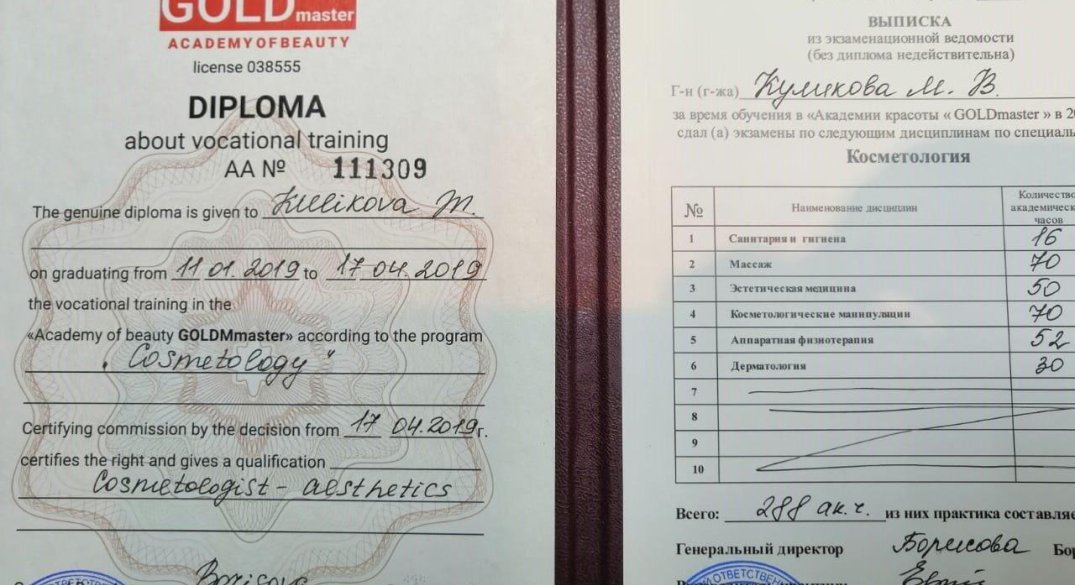 GOLD master
ACADEMY OF BEAUTY
license 038555
DIPLOMA
about vocational training
AA № 111309
The genuine diploma is given to Kulikova M.
on graduating from 11 01. 2019 to 17 04. 2019
the vocational training in the
«Academy of beauty GOLDMmaster» according to the program
"Cosmetology"
Certifying commission by the decision from 17 04.2019г.
certifies the right and gives a qualification
Cosmetologist - aesthetics
Borisova
ВЫПИСКА
из экзаменационной ведомости
(без диплома недействительна)
Г-н (г-жа) Куликова М. В.
за время обучения в «Академии красоты « GOLDmaster » в 20
сдал (а) экзамены по следующим дисциплинам по специаль
Косметология
№ Наименование дисциплин Количество академическ часов
1 Санитария и гигиена 16
2 Массаж 70
3 Эстетическая медицина 50
4 Косметологические манипуляции 70
5 Аппаратная физиотерапия 52
6 Дерматология 30
7
8
9
10
Всего: 288 ак.ч. из них практика составляе
Генеральный директор Борисова Бор
ОТВЕТСТВЕН